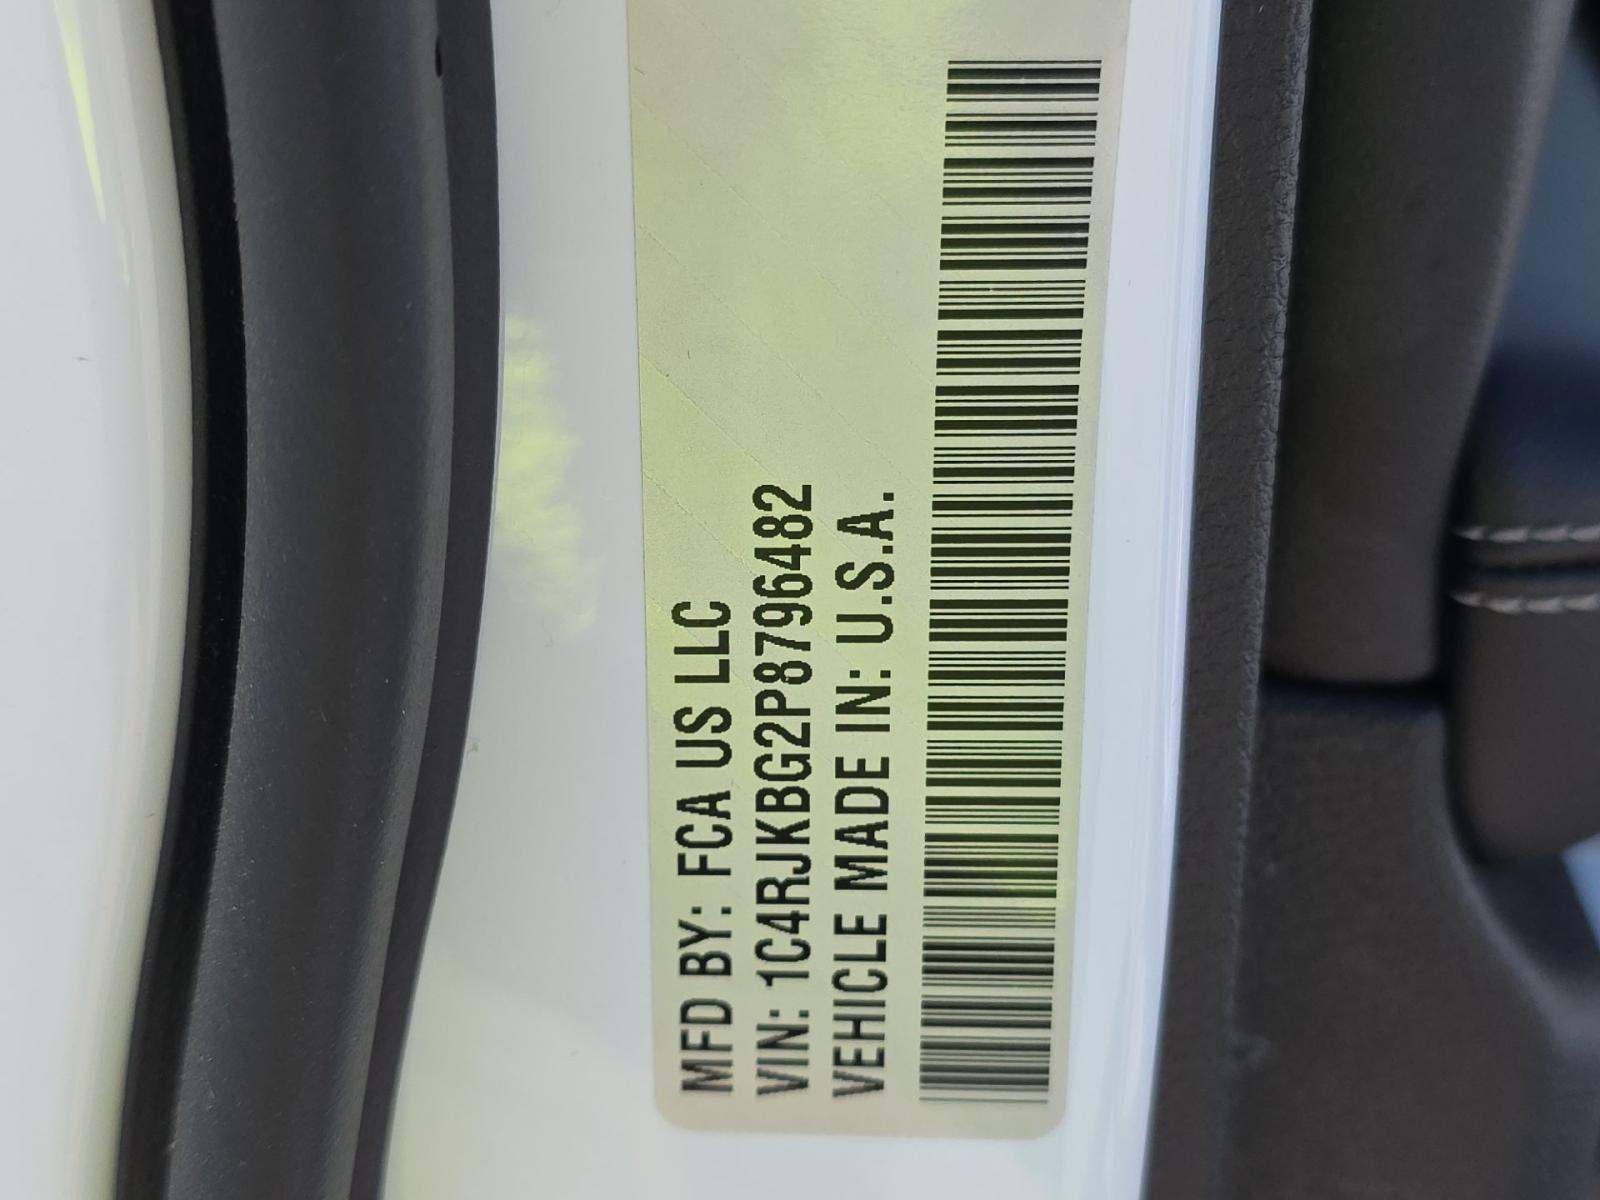 MFD BY: FCA US LLC
VIN: 1C4RJKBG2P8796482
VEHICLE MADE IN: U.S.A.